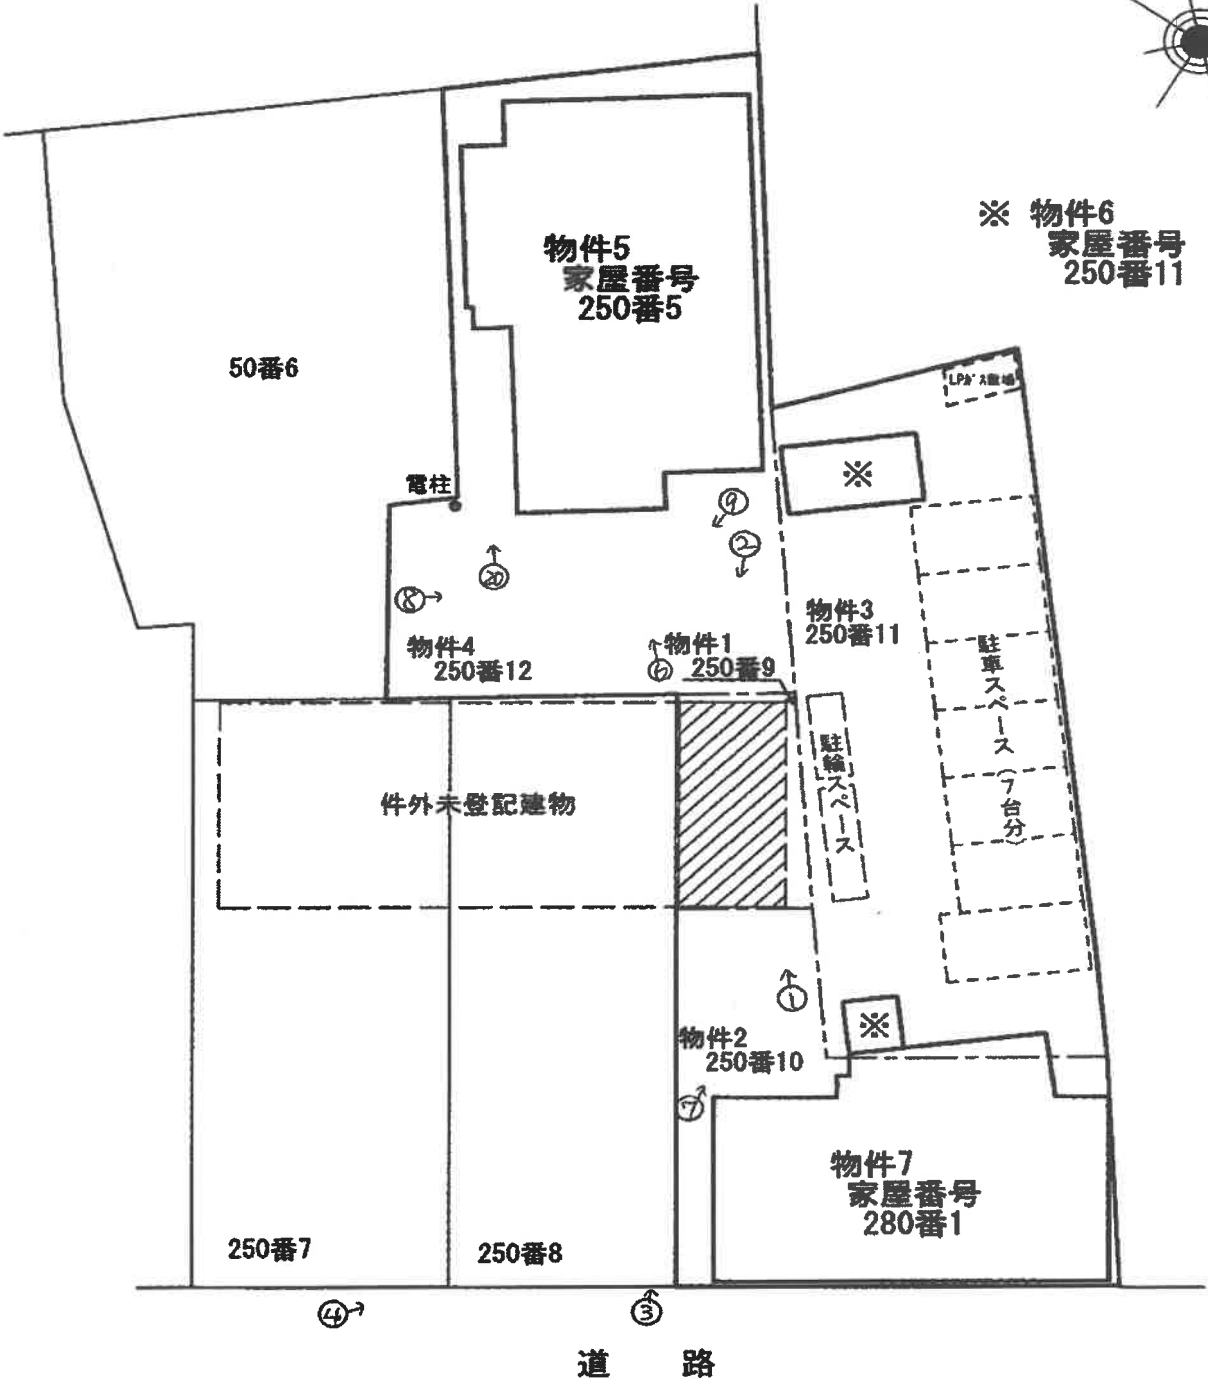 ※ 物件6
家屋番号
250番11
物件5
家屋番号
250番5
50番6
LPガス置場
※
電柱
⑨
②
⑳
⑧
物件3
250番11
物件4
250番12
⑥
物件1
250番9
駐車スペース(7台分)
駐輪スペース
件外未登記建物
①
※
物件2
250番10
⑦
物件7
家屋番号
280番1
250番7
250番8
④
③
道 路